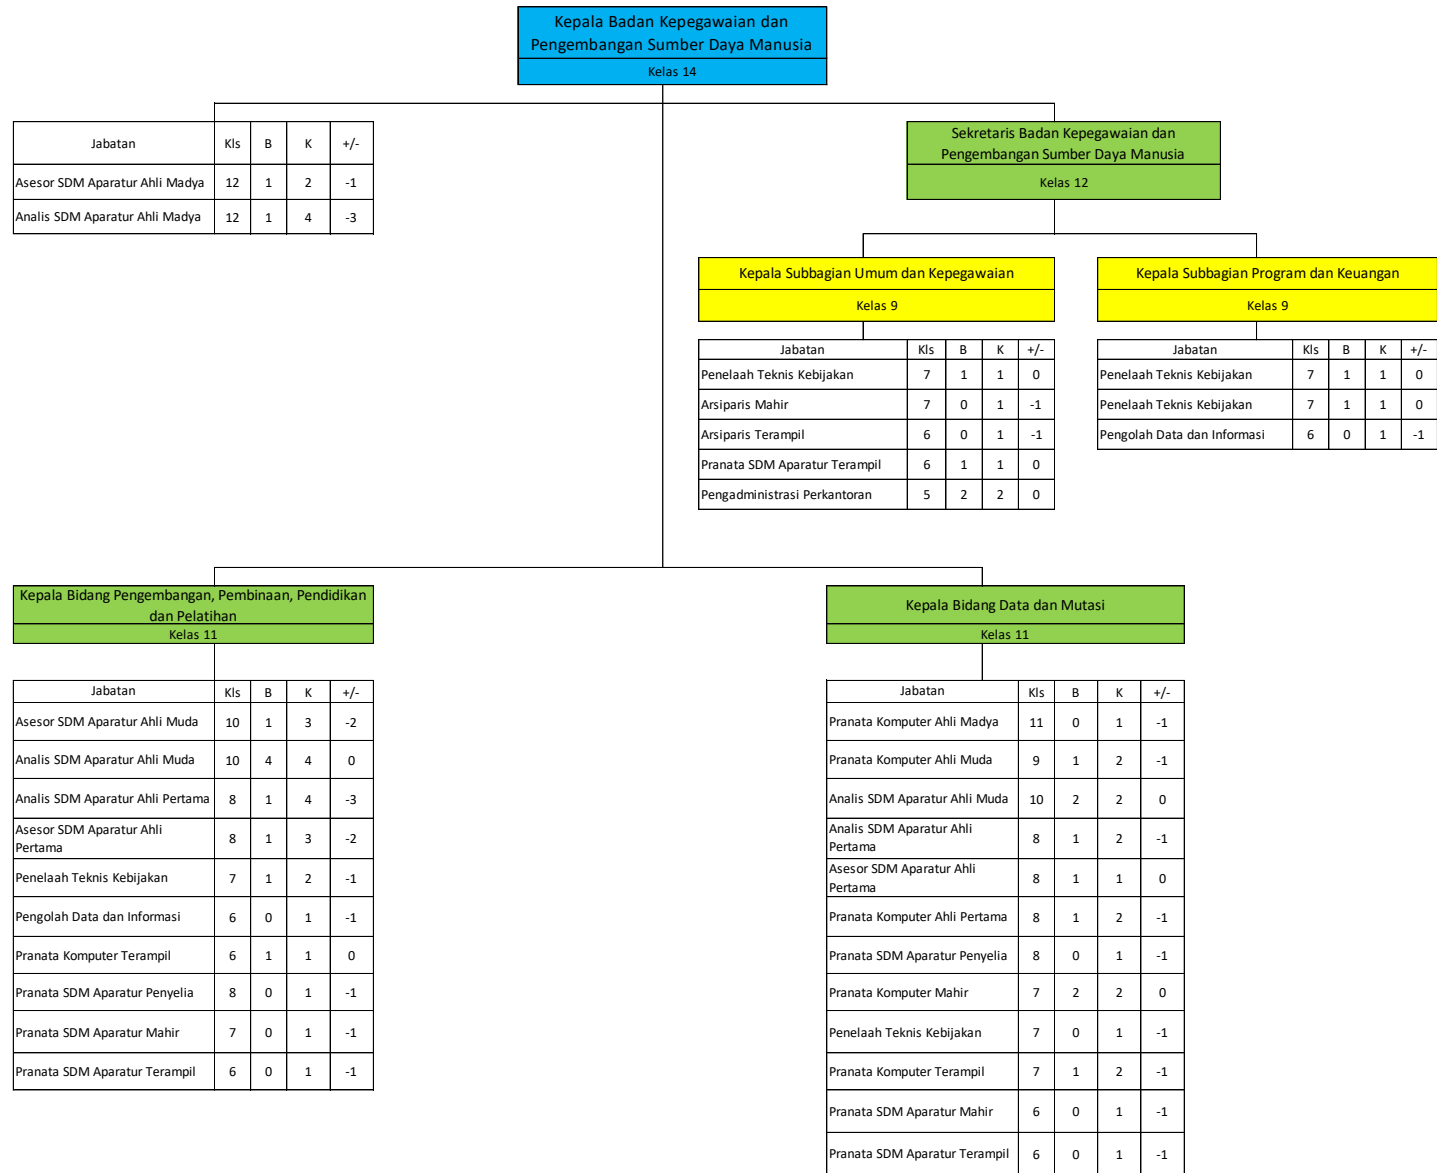 Kepala Badan Kepegawaian dan
Pengembangan Sumber Daya Manusia
Kelas 14
Jabatan Kls B K +/-
Asesor SDM Aparatur Ahli Madya 12 1 2 -1
Analis SDM Aparatur Ahli Madya 12 1 4 -3
Sekretaris Badan Kepegawaian dan
Pengembangan Sumber Daya Manusia
Kelas 12
Kepala Subbagian Umum dan Kepegawaian
Kelas 9
Jabatan Kls B K +/-
Penelaah Teknis Kebijakan 7 1 1 0
Arsiparis Mahir 7 0 1 -1
Arsiparis Terampil 6 0 1 -1
Pranata SDM Aparatur Terampil 6 1 1 0
Pengadministrasi Perkantoran 5 2 2 0
Kepala Subbagian Program dan Keuangan
Kelas 9
Jabatan Kls B K +/-
Penelaah Teknis Kebijakan 7 1 1 0
Penelaah Teknis Kebijakan 7 1 1 0
Pengolah Data dan Informasi 6 0 1 -1
Kepala Bidang Pengembangan, Pembinaan, Pendidikan
dan Pelatihan
Kelas 11
Jabatan Kls B K +/-
Asesor SDM Aparatur Ahli Muda 10 1 3 -2
Analis SDM Aparatur Ahli Muda 10 4 4 0
Analis SDM Aparatur Ahli Pertama 8 1 4 -3
Asesor SDM Aparatur Ahli
Pertama 8 1 3 -2
Penelaah Teknis Kebijakan 7 1 2 -1
Pengolah Data dan Informasi 6 0 1 -1
Pranata Komputer Terampil 6 1 1 0
Pranata SDM Aparatur Penyelia 8 0 1 -1
Pranata SDM Aparatur Mahir 7 0 1 -1
Pranata SDM Aparatur Terampil 6 0 1 -1
Kepala Bidang Data dan Mutasi
Kelas 11
Jabatan Kls B K +/-
Pranata Komputer Ahli Madya 11 0 1 -1
Pranata Komputer Ahli Muda 9 1 2 -1
Analis SDM Aparatur Ahli Muda 10 2 2 0
Analis SDM Aparatur Ahli
Pertama 8 1 2 -1
Asesor SDM Aparatur Ahli
Pertama 8 1 1 0
Pranata Komputer Ahli Pertama 8 1 2 -1
Pranata SDM Aparatur Penyelia 8 0 1 -1
Pranata Komputer Mahir 7 2 2 0
Penelaah Teknis Kebijakan 7 0 1 -1
Pranata Komputer Terampil 7 1 2 -1
Pranata SDM Aparatur Mahir 6 0 1 -1
Pranata SDM Aparatur Terampil 6 0 1 -1